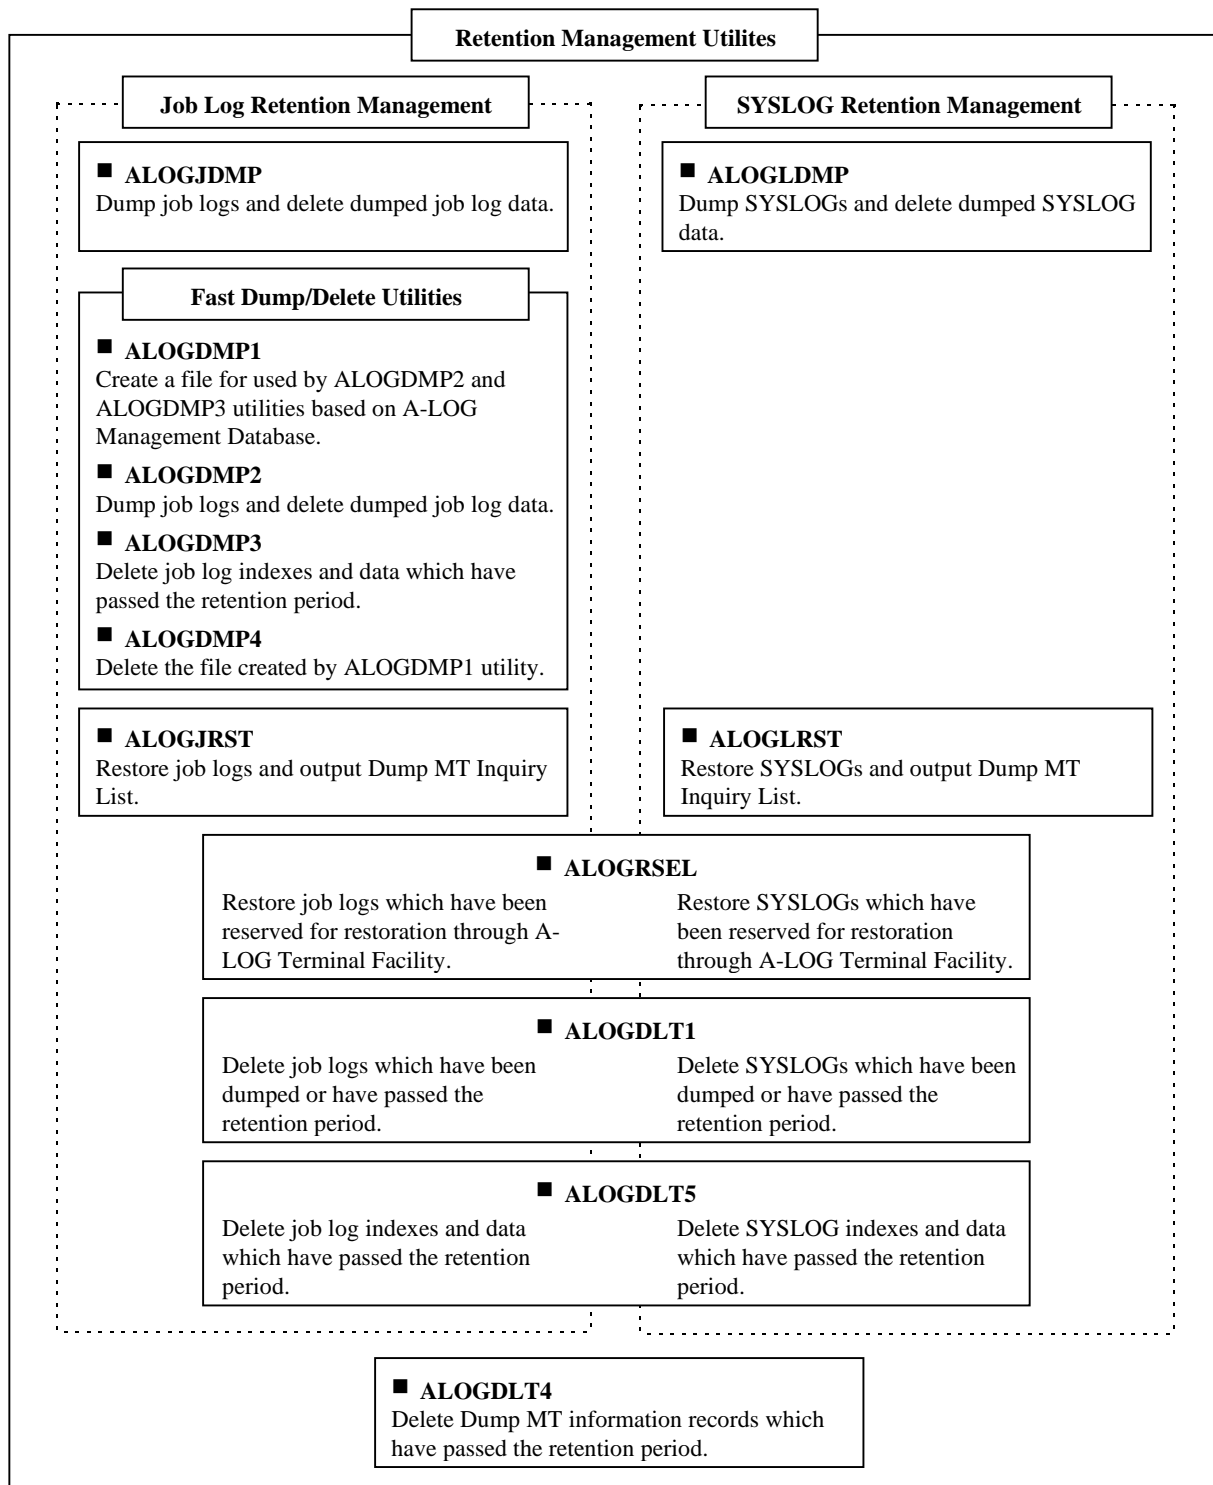 Retention Management Utilites
Job Log Retention Management
■ ALOGJDMP
Dump job logs and delete dumped job log data.
Fast Dump/Delete Utilities
■ ALOGDMP1
Create a file for used by ALOGDMP2 and
ALOGDMP3 utilities based on A-LOG
Management Database.
■ ALOGDMP2
Dump job logs and delete dumped job log data.
■ ALOGDMP3
Delete job log indexes and data which have
passed the retention period.
■ ALOGDMP4
Delete the file created by ALOGDMP1 utility.
■ ALOGJRST
Restore job logs and output Dump MT Inquiry
List.
SYSLOG Retention Management
■ ALOGLDMP
Dump SYSLOGs and delete dumped SYSLOG
data.
■ ALOGLRST
Restore SYSLOGs and output Dump MT
Inquiry List.
■ ALOGRSEL
Restore job logs which have been
reserved for restoration through A-
LOG Terminal Facility.
Restore SYSLOGs which have
been reserved for restoration
through A-LOG Terminal Facility.
■ ALOGDLT1
Delete job logs which have been
dumped or have passed the
retention period.
Delete SYSLOGs which have been
dumped or have passed the
retention period.
■ ALOGDLT5
Delete job log indexes and data
which have passed the retention
period.
Delete SYSLOG indexes and data
which have passed the retention
period.
■ ALOGDLT4
Delete Dump MT information records which
have passed the retention period.